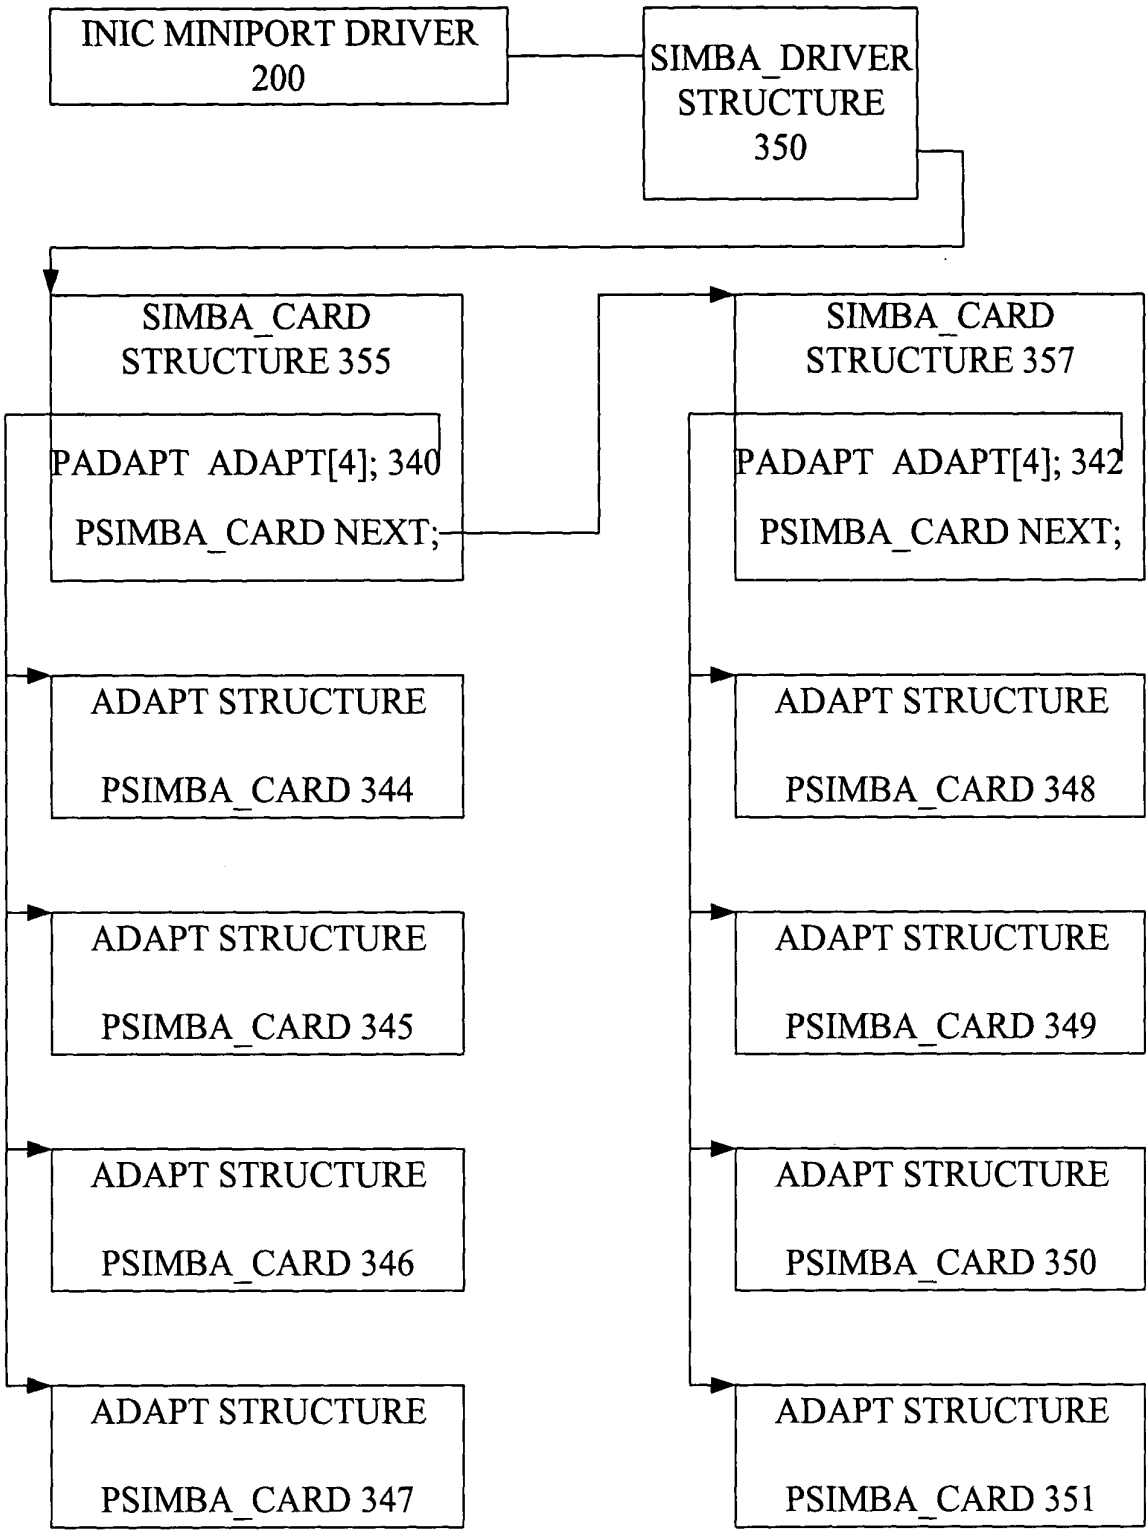 INIC MINIPORT DRIVER
200
SIMBA_DRIVER
STRUCTURE
350
SIMBA_CARD
STRUCTURE 355
PADAPT ADAPT[4]; 340
PSIMBA_CARD NEXT;
SIMBA_CARD
STRUCTURE 357
PADAPT ADAPT[4]; 342
PSIMBA_CARD NEXT;
ADAPT STRUCTURE
PSIMBA_CARD 344
ADAPT STRUCTURE
PSIMBA_CARD 348
ADAPT STRUCTURE
PSIMBA_CARD 345
ADAPT STRUCTURE
PSIMBA_CARD 349
ADAPT STRUCTURE
PSIMBA_CARD 346
ADAPT STRUCTURE
PSIMBA_CARD 350
ADAPT STRUCTURE
PSIMBA_CARD 347
ADAPT STRUCTURE
PSIMBA_CARD 351